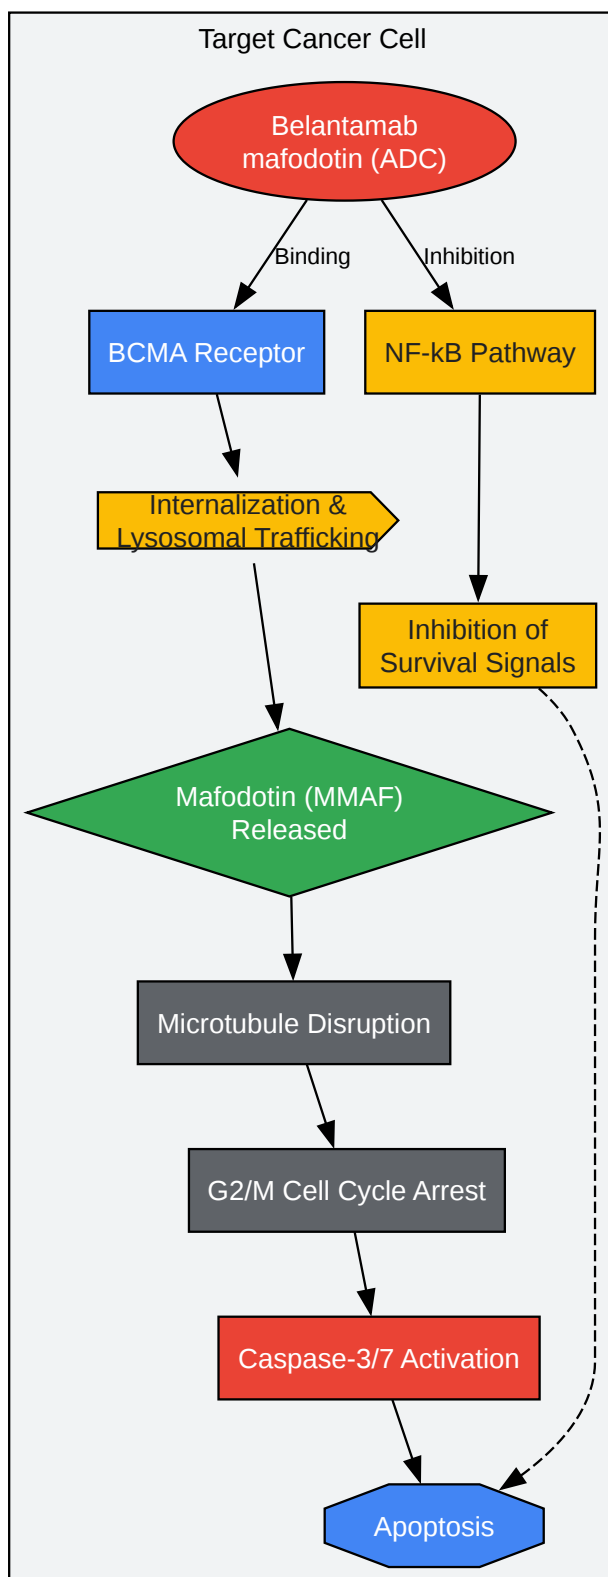 Target Cancer Cell
Belantamab
mafodotin (ADC)
Binding
Inhibition
BCMA Receptor
NF-kB Pathway
Internalization &
Lysosomal Trafficking
Inhibition of
Survival Signals
Mafodotin (MMAF)
Released
Microtubule Disruption
G2/M Cell Cycle Arrest
Caspase-3/7 Activation
Apoptosis